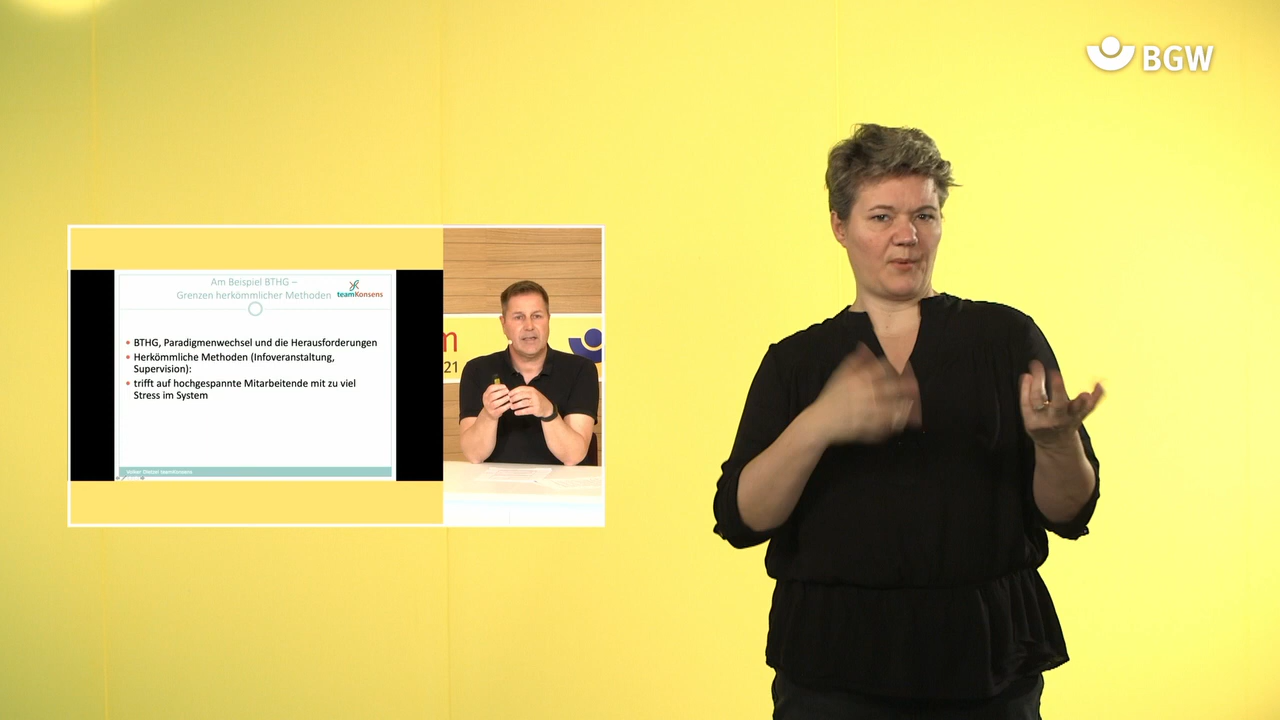 BGW
Am Beispiel BTHG –
Grenzen herkömmlicher Methoden
teamKonsens
• BTHG, Paradigmenwechsel und die Herausforderungen
• Herkömmliche Methoden (Infoveranstaltung,
Supervision):
• trifft auf hochgespannte Mitarbeitende mit zu viel
Stress im System
Volker Dietzel teamKonsens
21